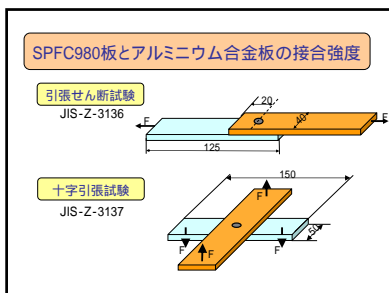 SPFC980板とアルミニウム合金板の接合強度
引張せん断試験
JIS-Z-3136
F
20
40
F
125
十字引張試験
JIS-Z-3137
150
F
50
F
F
F